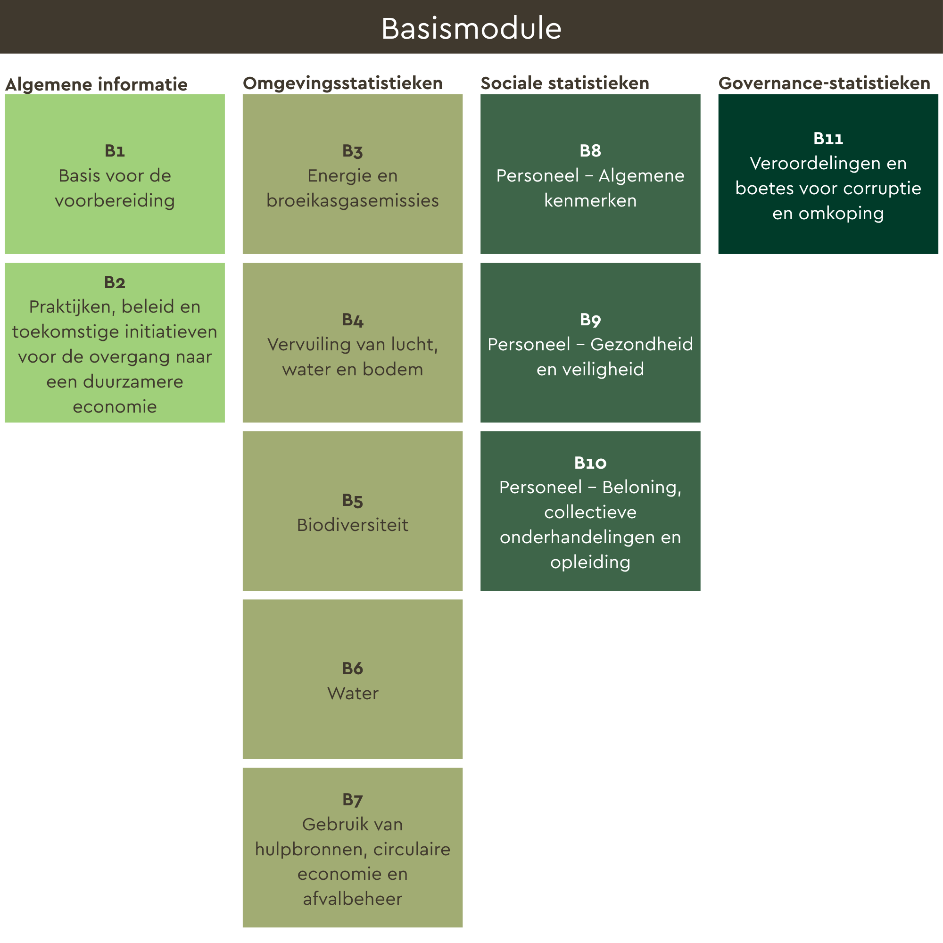 Basismodule
Algemene informatie
B1
Basis voor de
voorbereiding
B2
Praktijken, beleid en
toekomstige initiatieven
voor de overgang naar
een duurzamere
economie
Omgevingsstatistieken
B3
Energie en
broeikasgasemissies
B4
Vervuiling van lucht,
water en bodem
B5
Biodiversiteit
B6
Water
B7
Gebruik van
hulpbronnen, circulaire
economie en
afvalbeheer
Sociale statistieken
B8
Personeel – Algemene
kenmerken
B9
Personeel – Gezondheid
en veiligheid
B10
Personeel – Beloning,
collectieve
onderhandelingen en
opleiding
Governance-statistieken
B11
Veroordelingen en
boetes voor corruptie
en omkoping